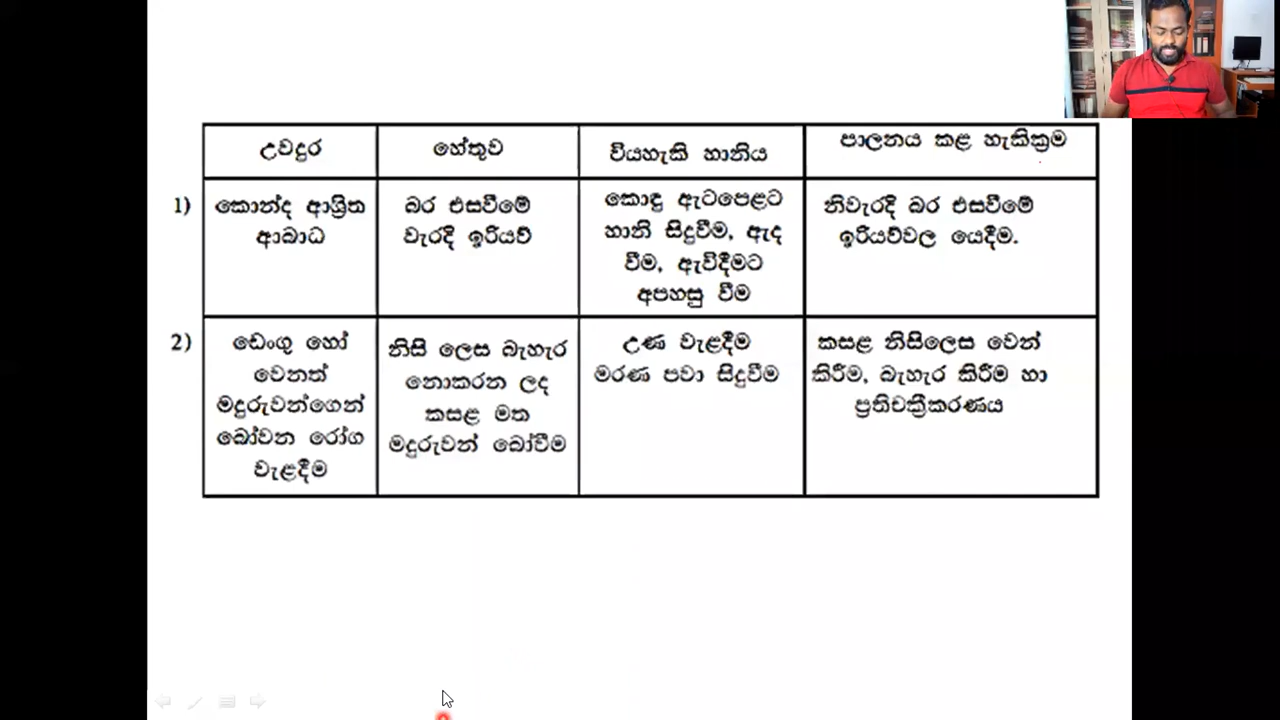 උවදුර
හේතුව
වියහැකි හානිය
පාලනය කළ හැකික්‍රම
1)
කොන්ද ආශ්‍රිත
ආබාධ
බර එසවීමේ
වැරදි ඉරියව්
කොඳු ඇටපෙළට
හානි සිදුවීම, ඇද
වීම, ඇවිදීමට
අපහසු වීම
නිවැරදි බර එසවීමේ
ඉරියව්වල යෙදීම.
2)
ඩෙංගු හෝ
වෙනත්
මදුරුවන්ගෙන්
බෝවන රෝග
වැළදීම
නිසි ලෙස බැහැර
නොකරන ලද
කසළ මත
මදුරුවන් බෝවීම
උණ වැළදීම
මරණ පවා සිදුවීම
කසළ නිසිලෙස වෙන්
කිරීම, බැහැර කිරීම හා
ප්‍රතිචක්‍රීකරණය